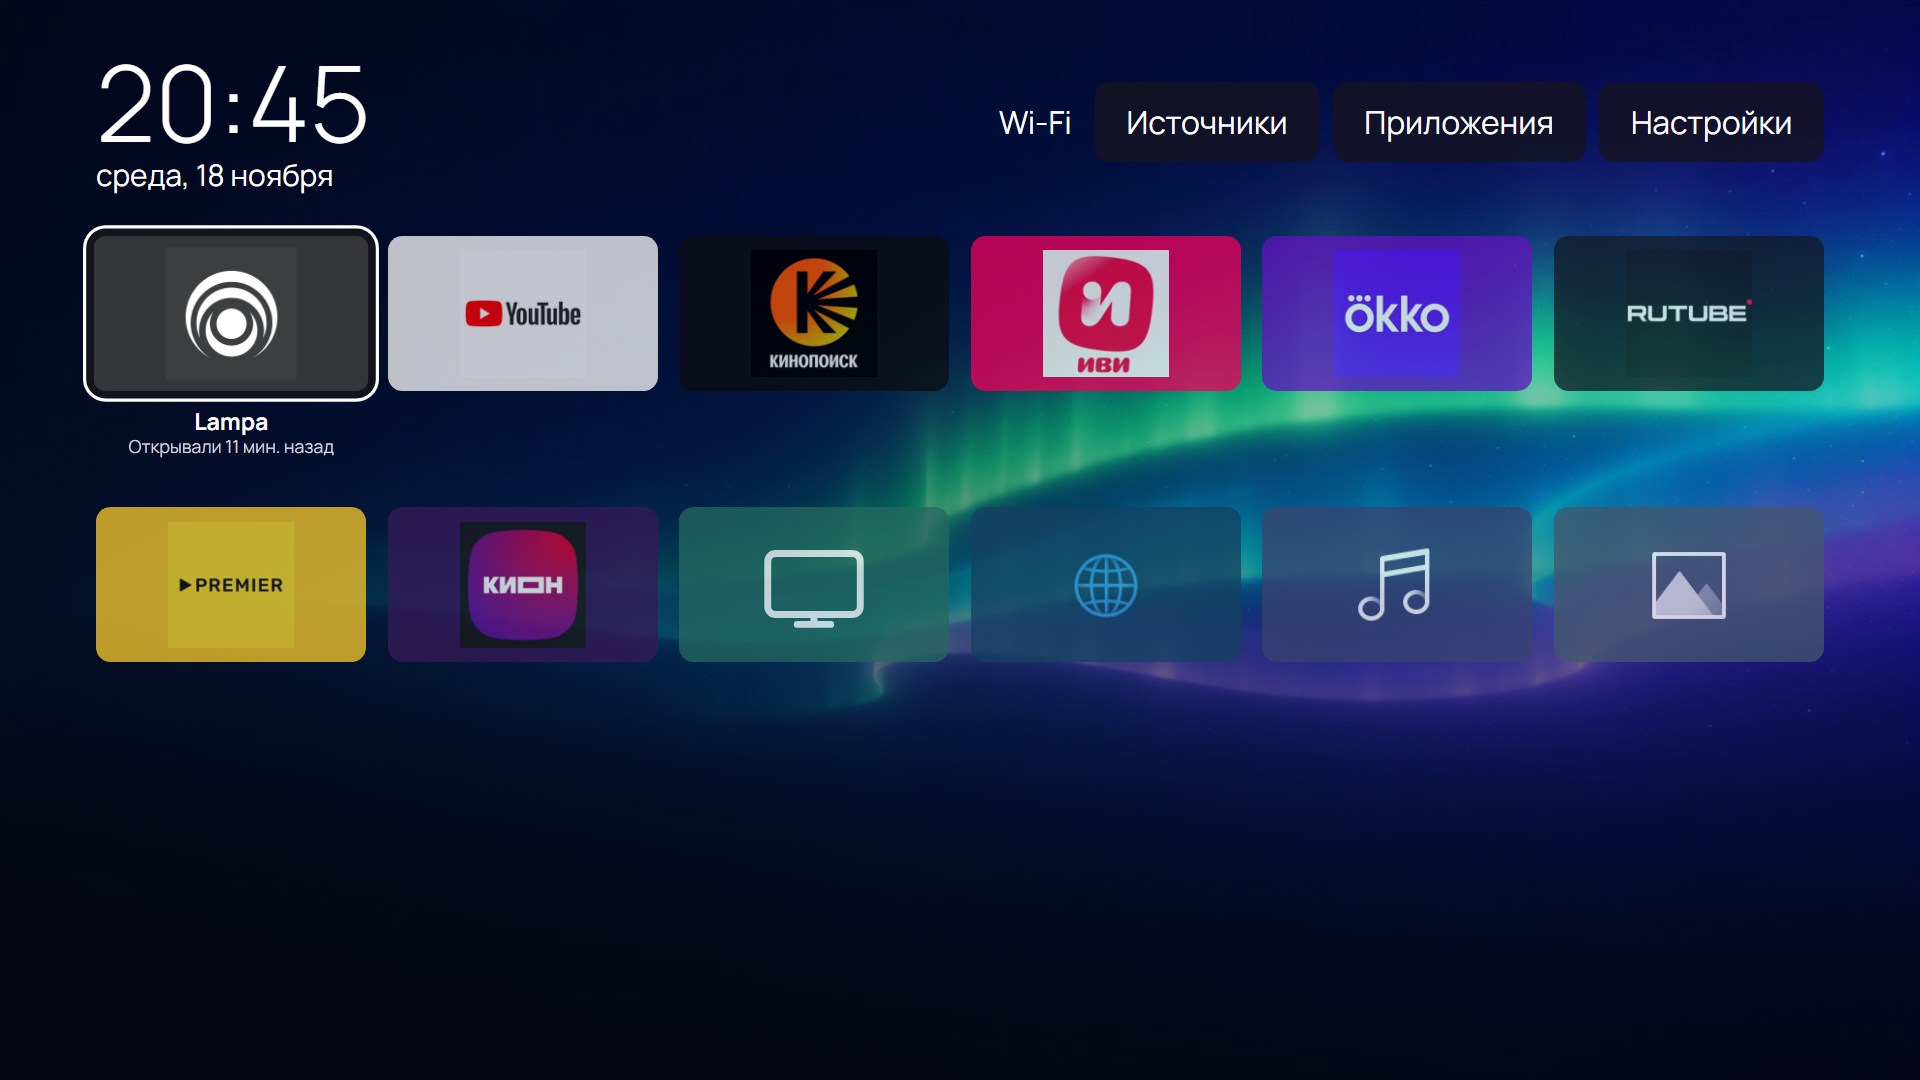 20:45
среда, 18 ноября
Wi-Fi
Источники
Приложения
Настройки
YouTube
КИНОПОИСК
иви
okko
RUTUBE
Lampa
Открывали 11 мин. назад
PREMIER
КИОН